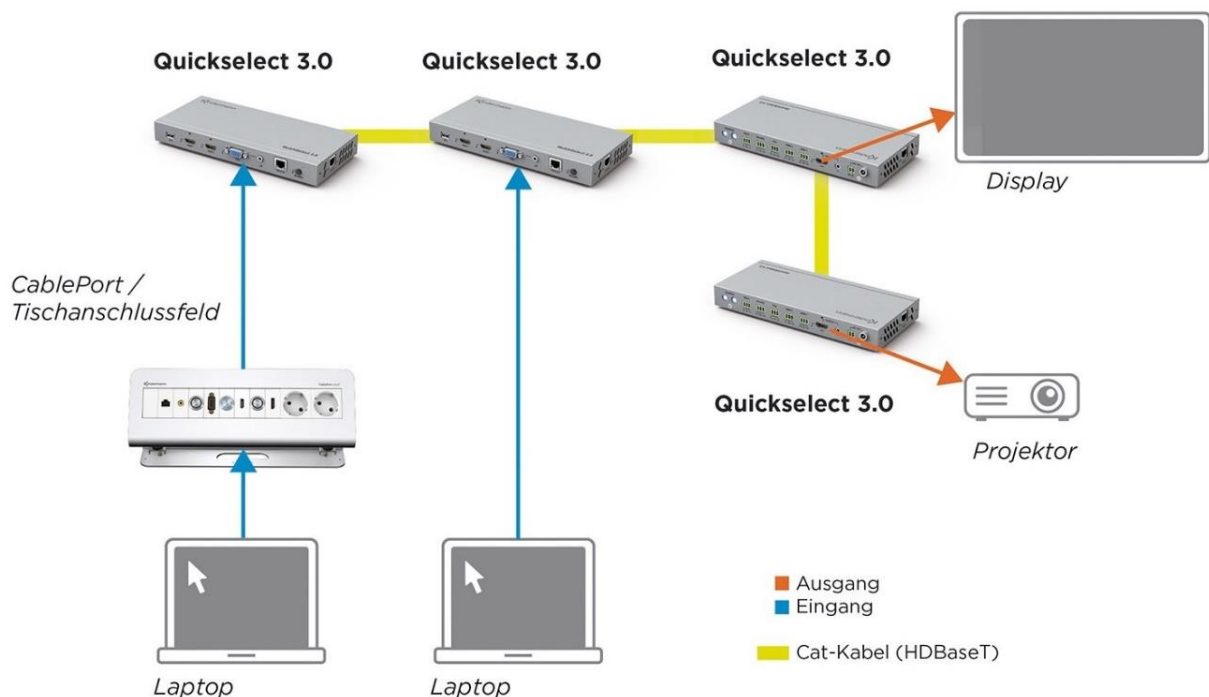 Quickselect 3.0
Quickselect 3.0
Quickselect 3.0
Display
CablePort /
Tischanschlussfeld
Quickselect 3.0
Projektor
Ausgang
Eingang
Cat-Kabel (HDBaseT)
Laptop
Laptop